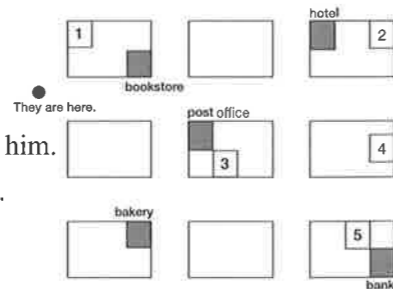 hotel
1
2
bookstore
They are here.
post office
him.
3
4
.
bakery
5
bank